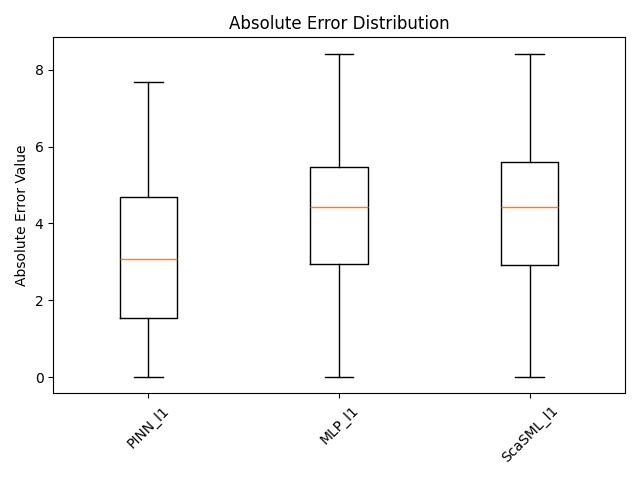 Absolute Error Distribution
Absolute Error Value
8
6
4
2
0
PINN_l1
MLP_l1
ScaSML_l1